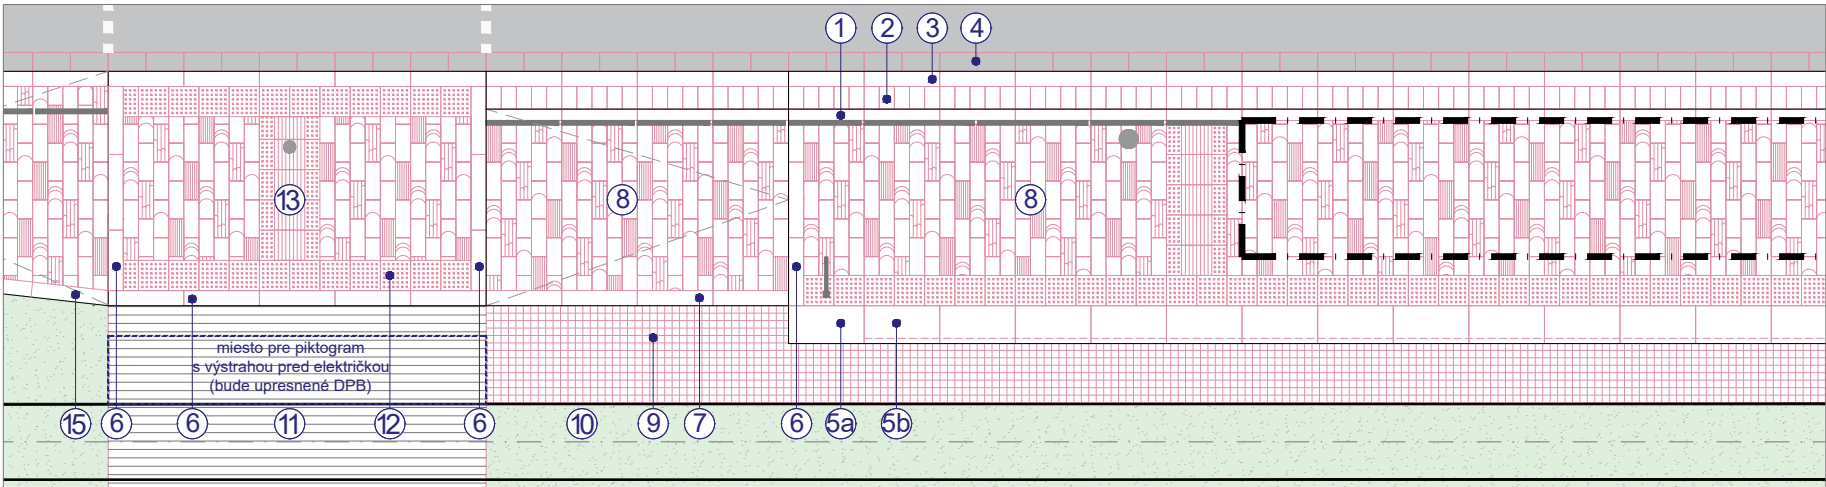 1 2 3 4
13 8 8
miesto pre piktogram
s výstrahou pred električkou
(bude upresnené DPB)
15 6 6 11 12 6 10 9 7 6 5a 5b